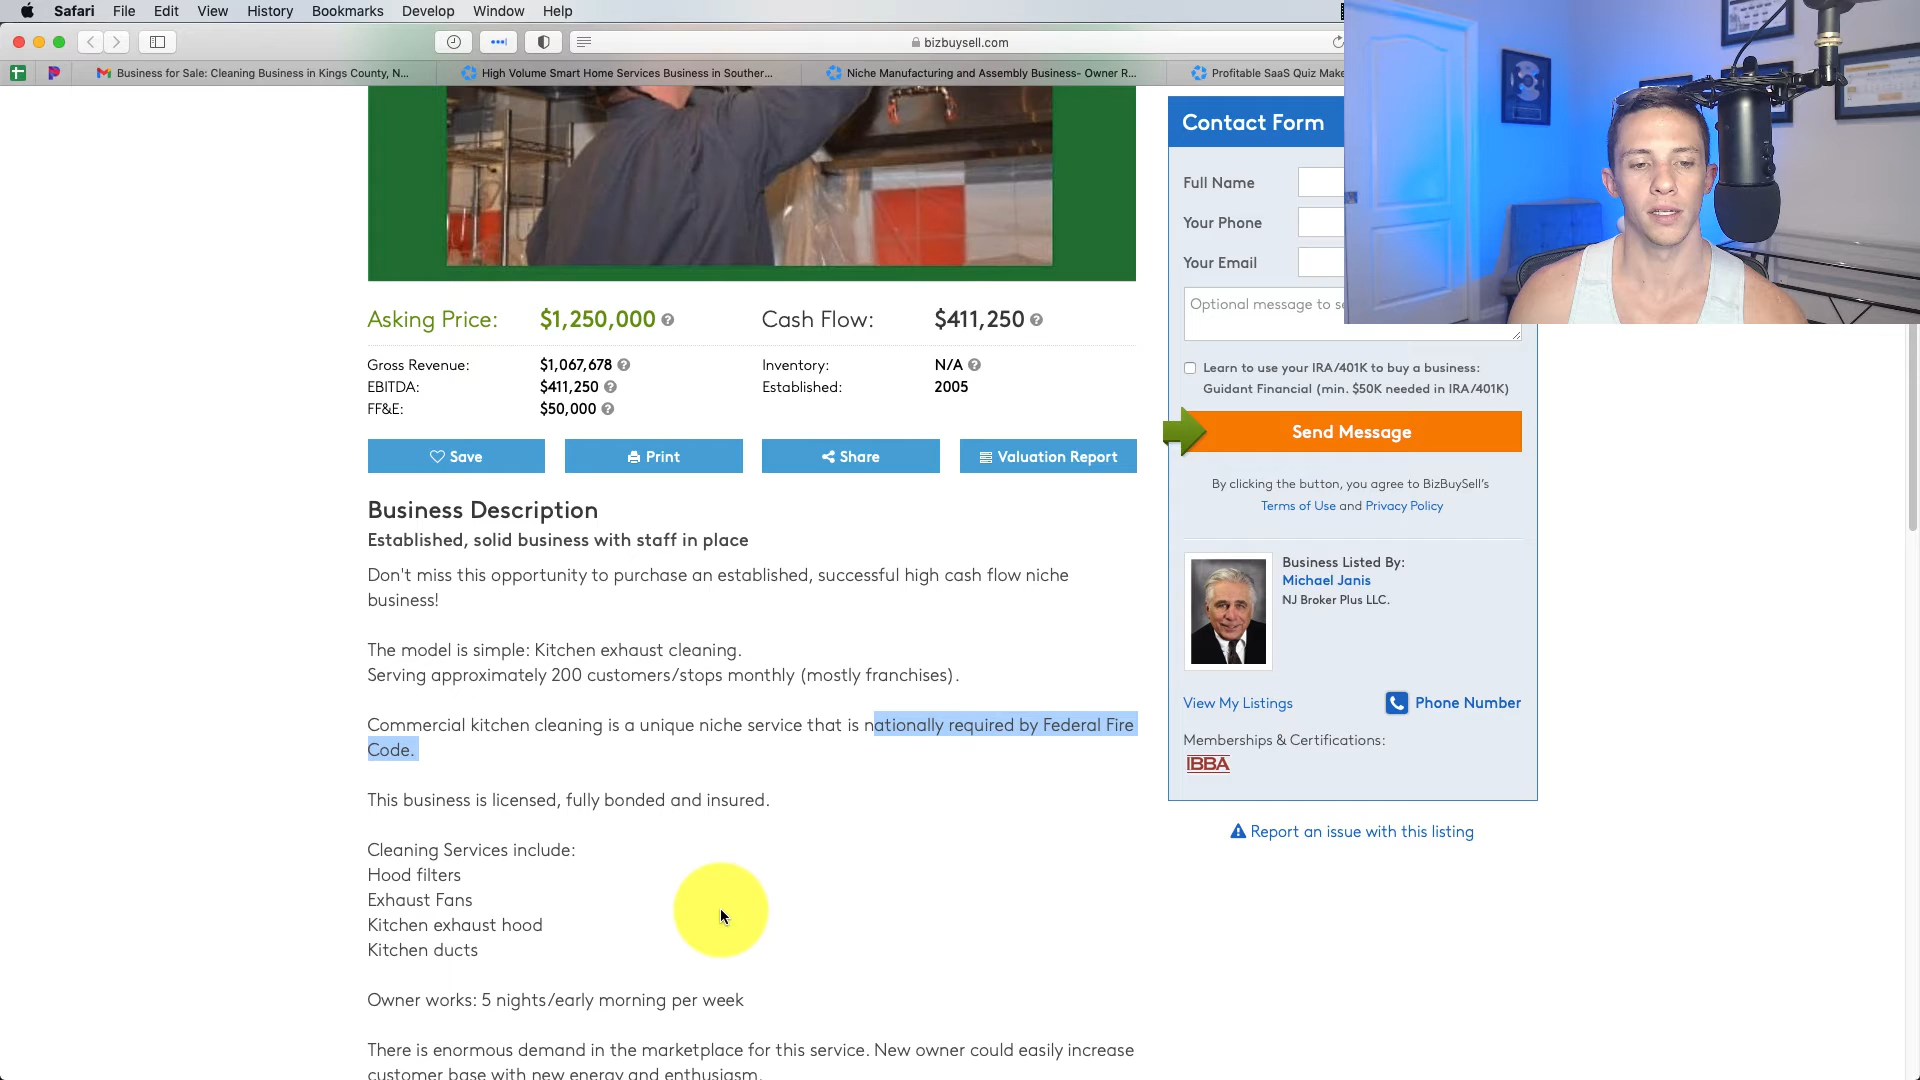 Safari File Edit View History Bookmarks Develop Window Help
bizbuysell.com
Business for Sale: Cleaning Business in Kings County, N...
High Volume Smart Home Services Business in Souther...
Niche Manufacturing and Assembly Business- Owner R...
Profitable SaaS Quiz Make
Contact Form
Full Name
Your Phone
Your Email
Optional message to se
Learn to use your IRA/401K to buy a business:
Guidant Financial (min. $50K needed in IRA/401K)
Send Message
By clicking the button, you agree to BizBuySell's
Terms of Use and Privacy Policy
Business Listed By:
Michael Janis
NJ Broker Plus LLC.
View My Listings
Phone Number
Memberships & Certifications:
IBBA
Report an issue with this listing
Asking Price: $1,250,000
Cash Flow: $411,250
Gross Revenue: $1,067,678
Inventory: N/A
EBITDA: $411,250
Established: 2005
FF&E: $50,000
Save
Print
Share
Valuation Report
Business Description
Established, solid business with staff in place
Don't miss this opportunity to purchase an established, successful high cash flow niche
business!
The model is simple: Kitchen exhaust cleaning.
Serving approximately 200 customers/stops monthly (mostly franchises).
Commercial kitchen cleaning is a unique niche service that is nationally required by Federal Fire
Code.
This business is licensed, fully bonded and insured.
Cleaning Services include:
Hood filters
Exhaust Fans
Kitchen exhaust hood
Kitchen ducts
Owner works: 5 nights/early morning per week
There is enormous demand in the marketplace for this service. New owner could easily increase
customer base with new energy and enthusiasm.